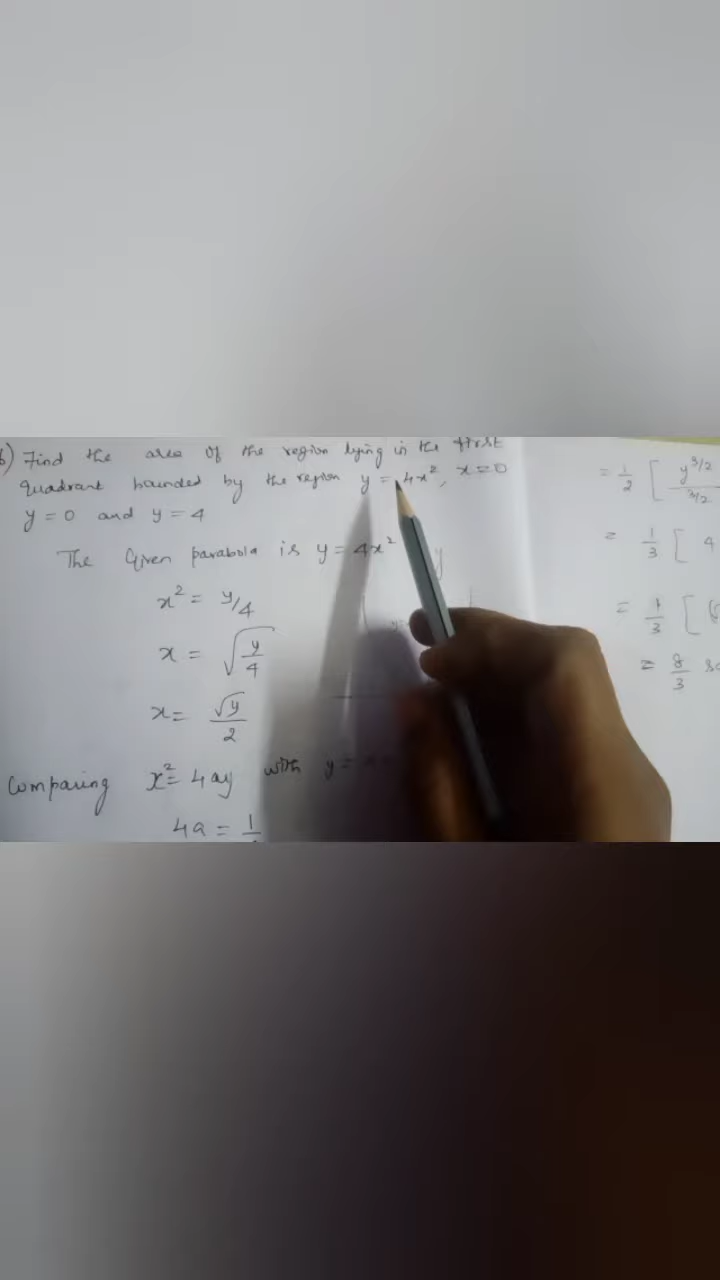 6) Find the area of the region lying in the first
quadrant bounded by the region y = 4x², x=0
y = 0 and y = 4
The Given parabola is y = 4x²
x² = y/4
x = √(y/4)
x = √y/2
Comparing x² = 4ay with y =
4a = 1
y
= 1/2 [ y^3/2 / 3/2
= 1/3 [ 4
= 1/3 [
= 8/3